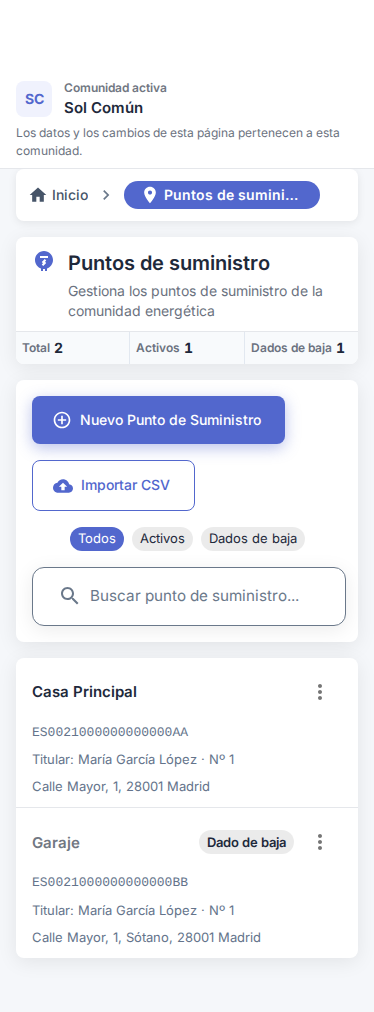 SC
Comunidad activa
Sol Común
Los datos y los cambios de esta página pertenecen a esta
comunidad.
Inicio
Puntos de sumini...
Puntos de suministro
Gestiona los puntos de suministro de la
comunidad energética
Total 2
Activos 1
Dados de baja 1
Nuevo Punto de Suministro
Importar CSV
Todos
Activos
Dados de baja
Buscar punto de suministro...
Casa Principal
ES0021000000000000AA
Titular: María García López · Nº 1
Calle Mayor, 1, 28001 Madrid
Garaje
Dado de baja
ES0021000000000000BB
Titular: María García López · Nº 1
Calle Mayor, 1, Sótano, 28001 Madrid